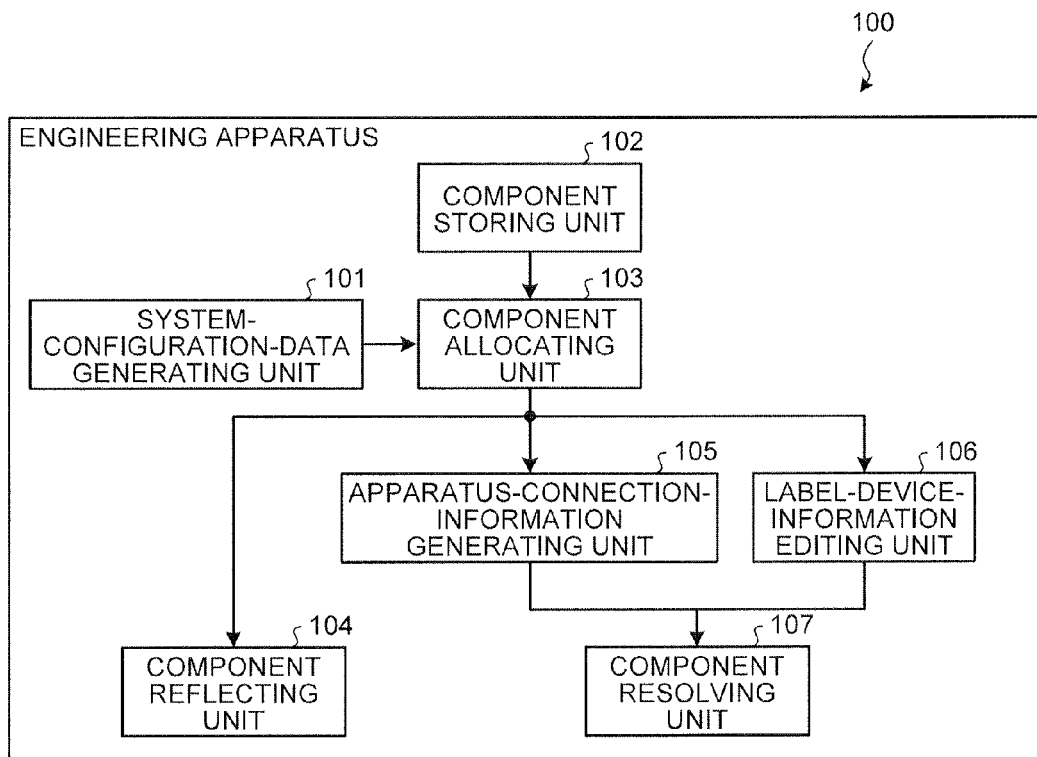 100
ENGINEERING APPARATUS
102
COMPONENT
STORING UNIT
101
SYSTEM-
CONFIGURATION-DATA
GENERATING UNIT
103
COMPONENT
ALLOCATING
UNIT
105
APPARATUS-CONNECTION-
INFORMATION
GENERATING UNIT
106
LABEL-DEVICE-
INFORMATION
EDITING UNIT
104
COMPONENT
REFLECTING
UNIT
107
COMPONENT
RESOLVING
UNIT